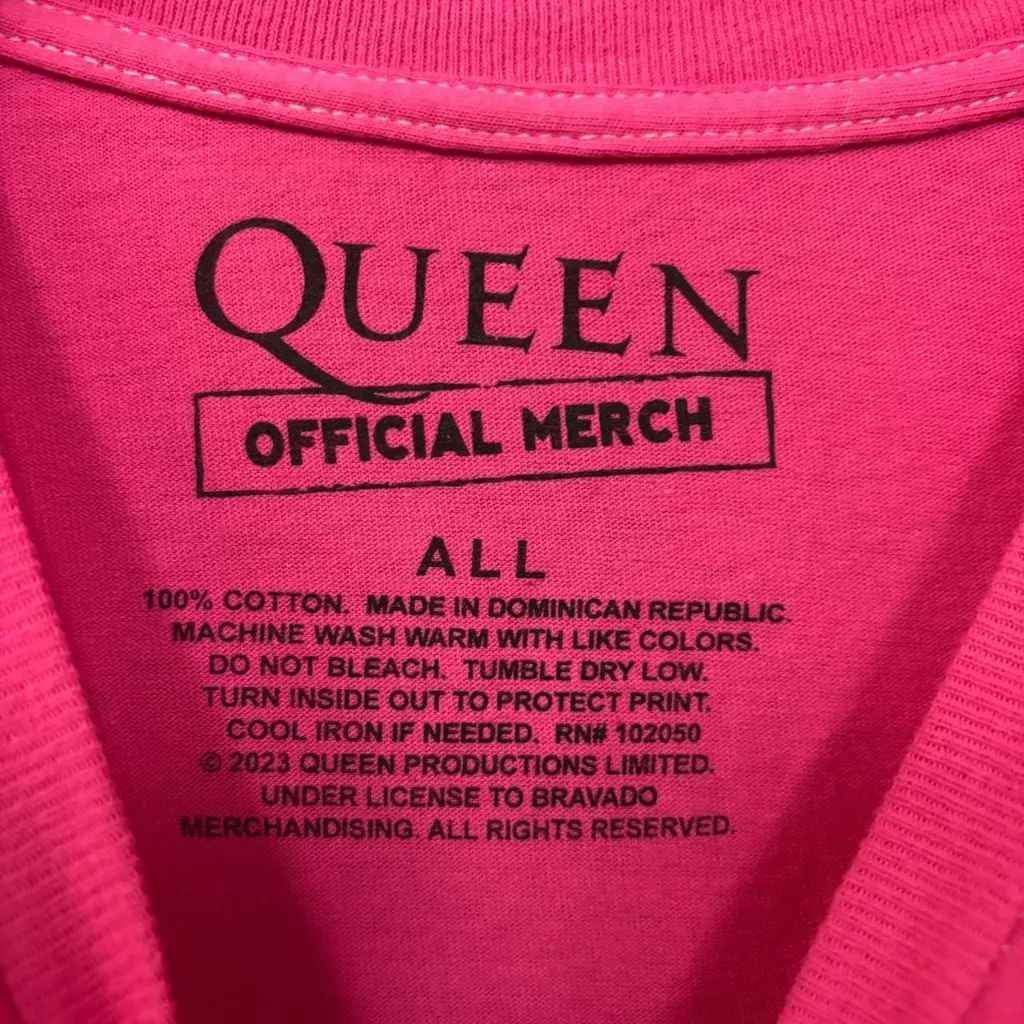 QUEEN
OFFICIAL MERCH
ALL
100% COTTON. MADE IN DOMINICAN REPUBLIC.
MACHINE WASH WARM WITH LIKE COLORS.
DO NOT BLEACH. TUMBLE DRY LOW.
TURN INSIDE OUT TO PROTECT PRINT.
COOL IRON IF NEEDED. RN# 102050
© 2023 QUEEN PRODUCTIONS LIMITED.
UNDER LICENSE TO BRAVADO
MERCHANDISING. ALL RIGHTS RESERVED.